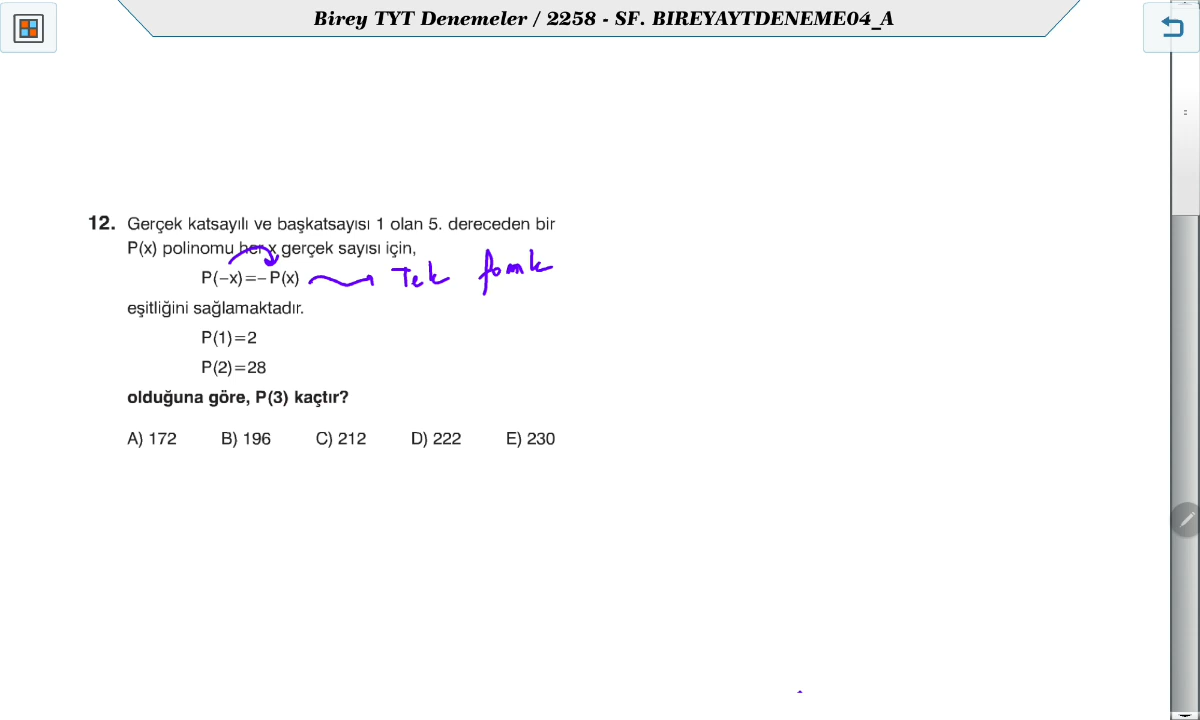 Birey TYT Denemeler / 2258 - SF. BIREYAYTDENEME04_A
12. Gerçek katsayılı ve başkatsayısı 1 olan 5. dereceden bir
P(x) polinomu her x gerçek sayısı için,
P(−x)=−P(x) Tek
eşitliğini sağlamaktadır.
P(1)=2
P(2)=28
olduğuna göre, P(3) kaçtır?
A) 172 B) 196 C) 212 D) 222 E) 230